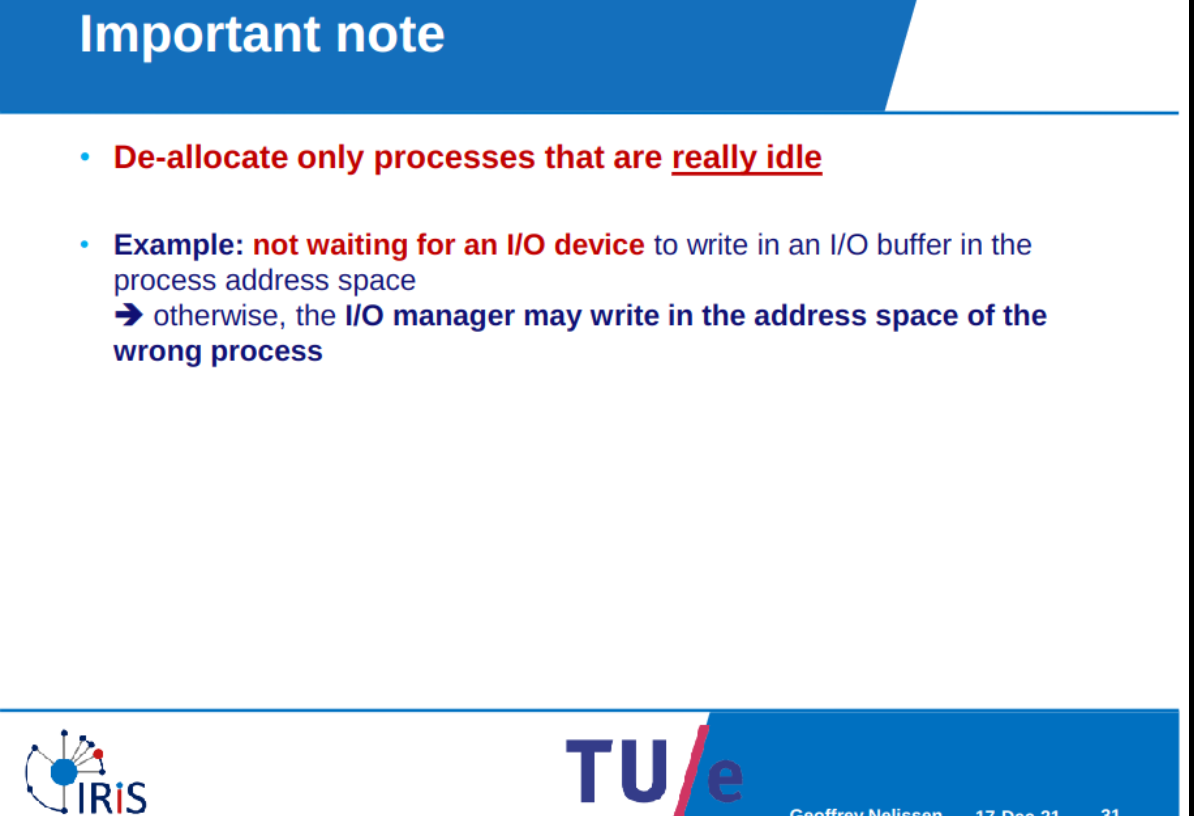 Important note
• De-allocate only processes that are really idle
• Example: not waiting for an I/O device to write in an I/O buffer in the
process address space
➔ otherwise, the I/O manager may write in the address space of the
wrong process
IRiS
TU/e
Geoffrey Nelissen 17-Dec-21 31